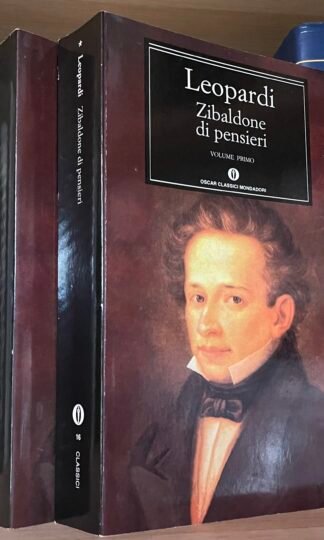 Leopardi
Zibaldone
di pensieri
VOLUME PRIMO
OSCAR CLASSICI MONDADORI
* Leopardi Zibaldone di pensieri
16
CLASSICI